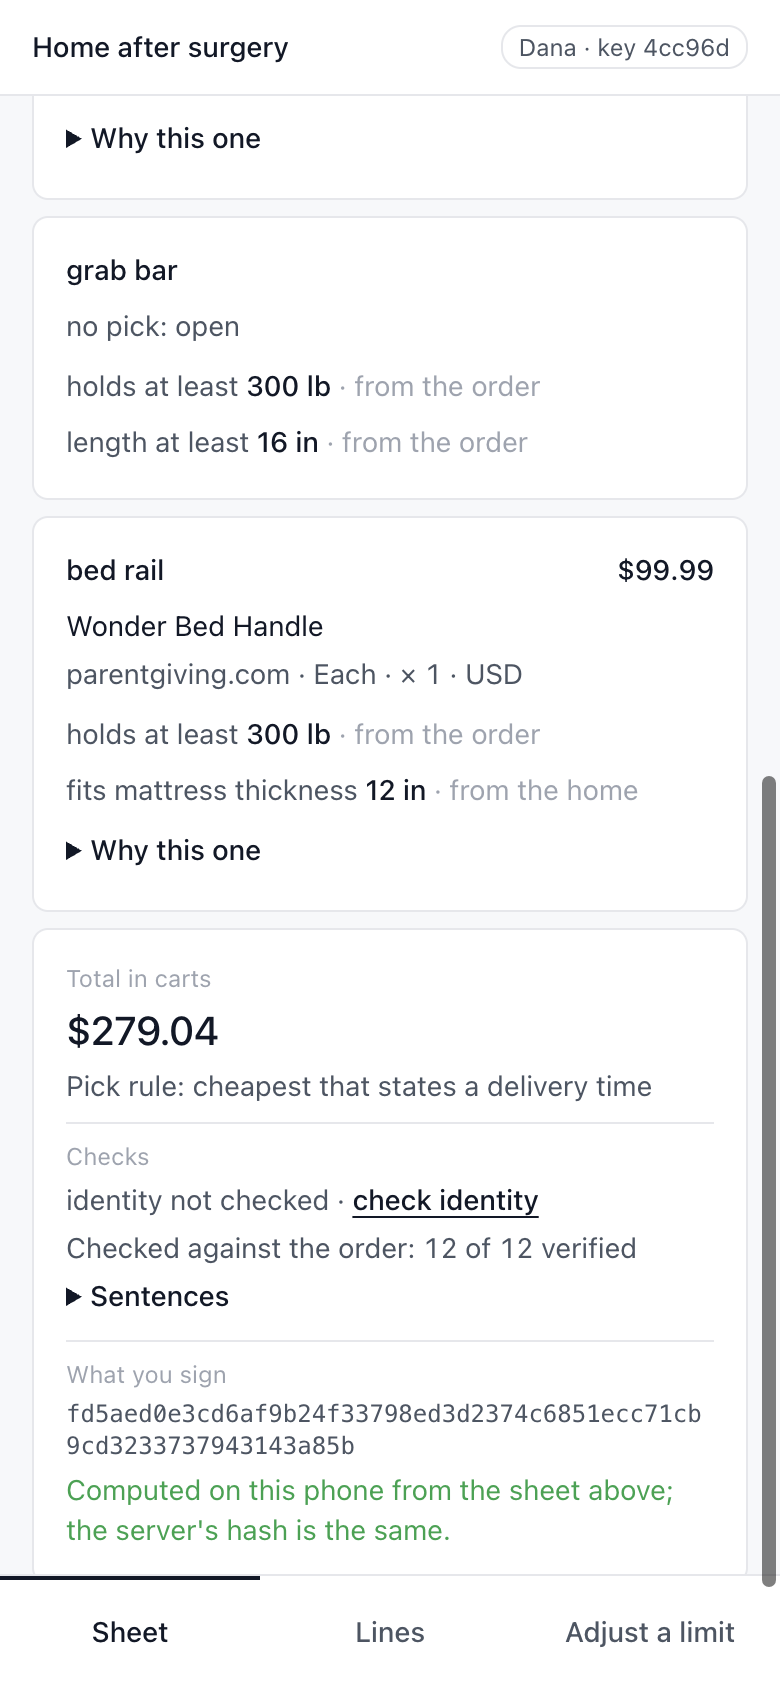 Home after surgery
Dana · key 4cc96d
▶ Why this one
grab bar
no pick: open
holds at least 300 lb · from the order
length at least 16 in · from the order
bed rail $99.99
Wonder Bed Handle
parentgiving.com · Each · × 1 · USD
holds at least 300 lb · from the order
fits mattress thickness 12 in · from the home
▶ Why this one
Total in carts
$279.04
Pick rule: cheapest that states a delivery time
Checks
identity not checked · check identity
Checked against the order: 12 of 12 verified
▶ Sentences
What you sign
fd5aed0e3cd6af9b24f33798ed3d2374c6851ecc71cb
9cd3233737943143a85b
Computed on this phone from the sheet above;
the server's hash is the same.
Sheet
Lines
Adjust a limit